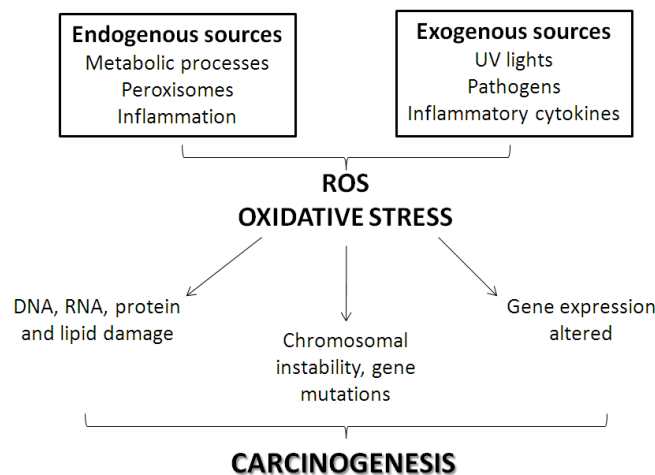 Endogenous sources
Metabolic processes
Peroxisomes
Inflammation
Exogenous sources
UV lights
Pathogens
Inflammatory cytokines
ROS
OXIDATIVE STRESS
DNA, RNA, protein
and lipid damage
Chromosomal
instability, gene
mutations
Gene expression
altered
CARCINOGENESIS